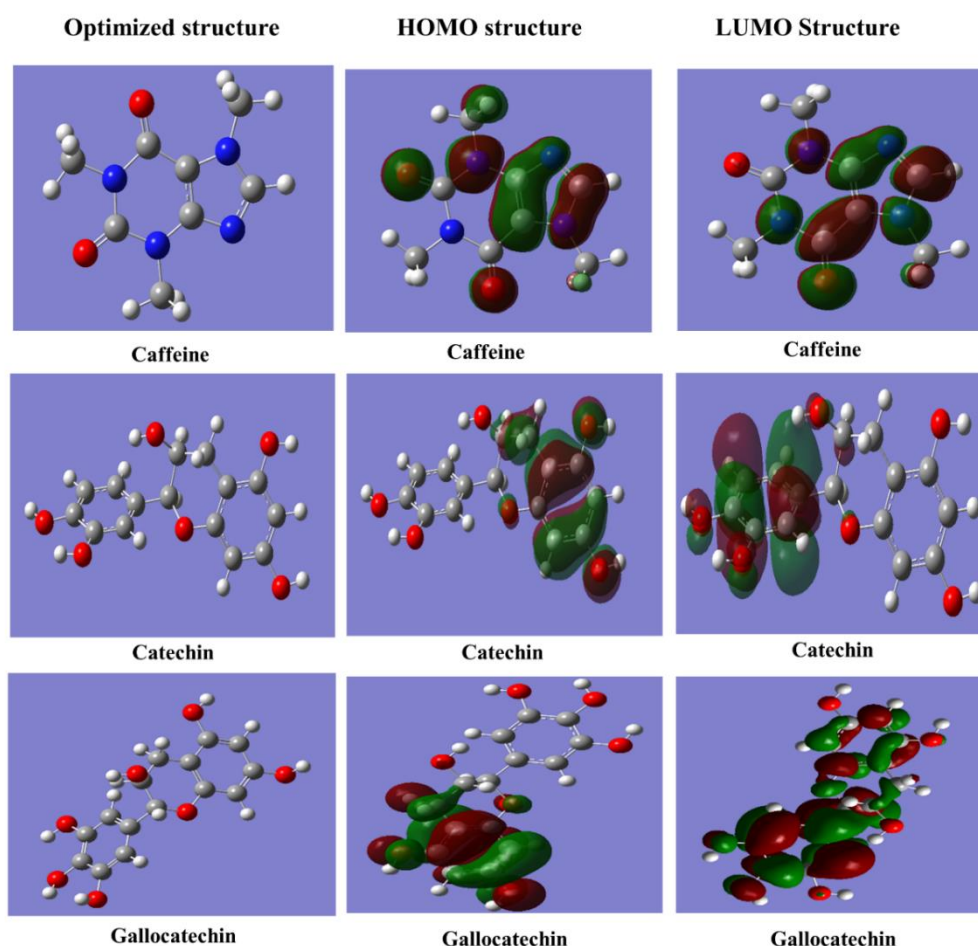 Optimized structure HOMO structure LUMO Structure
Caffeine Caffeine Caffeine
Catechin Catechin Catechin
Gallocatechin Gallocatechin Gallocatechin